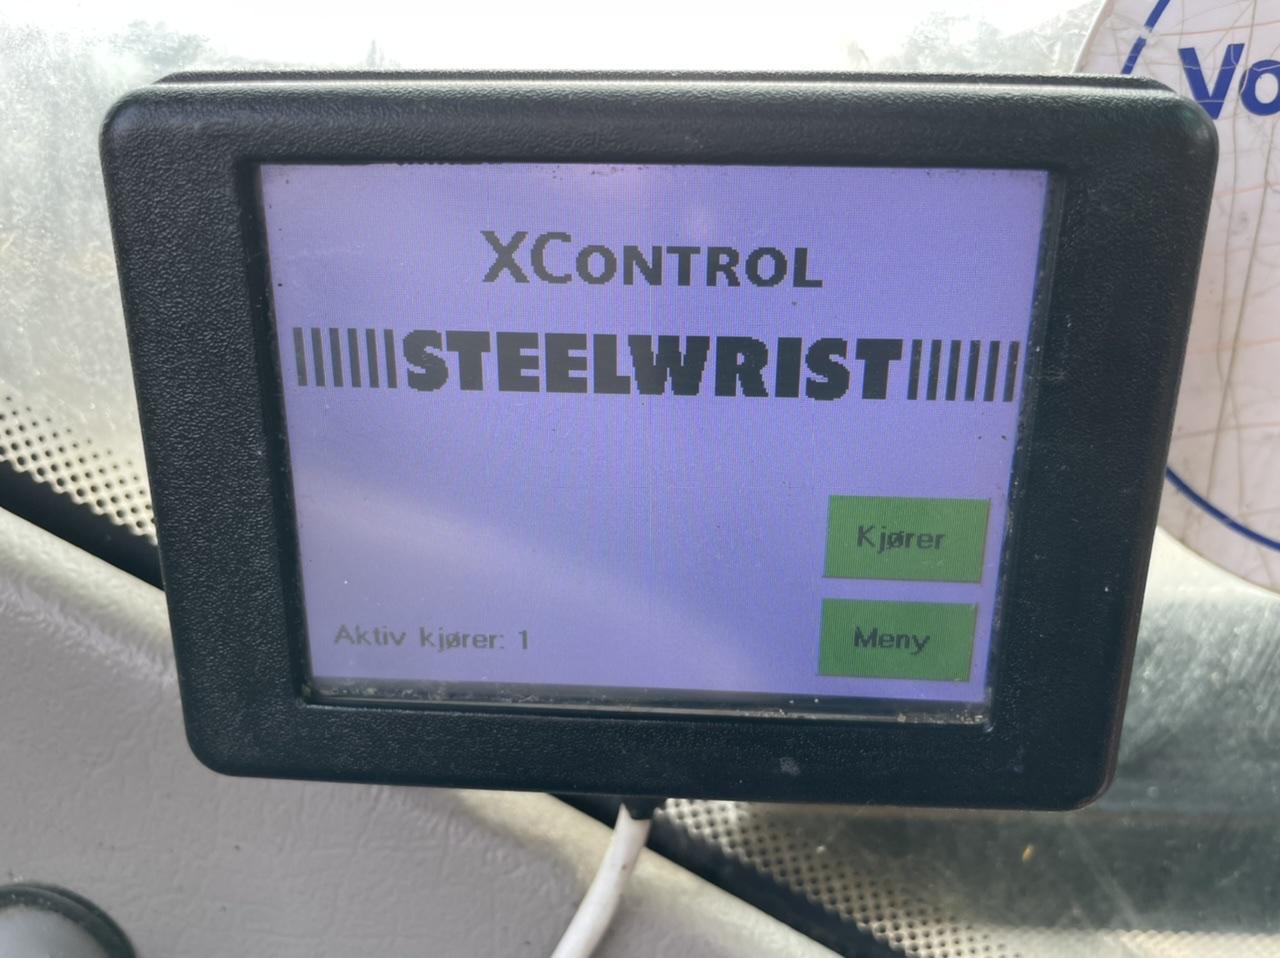 XCONTROL
STEELWRIST
Kjører
Aktiv kjører: 1
Meny